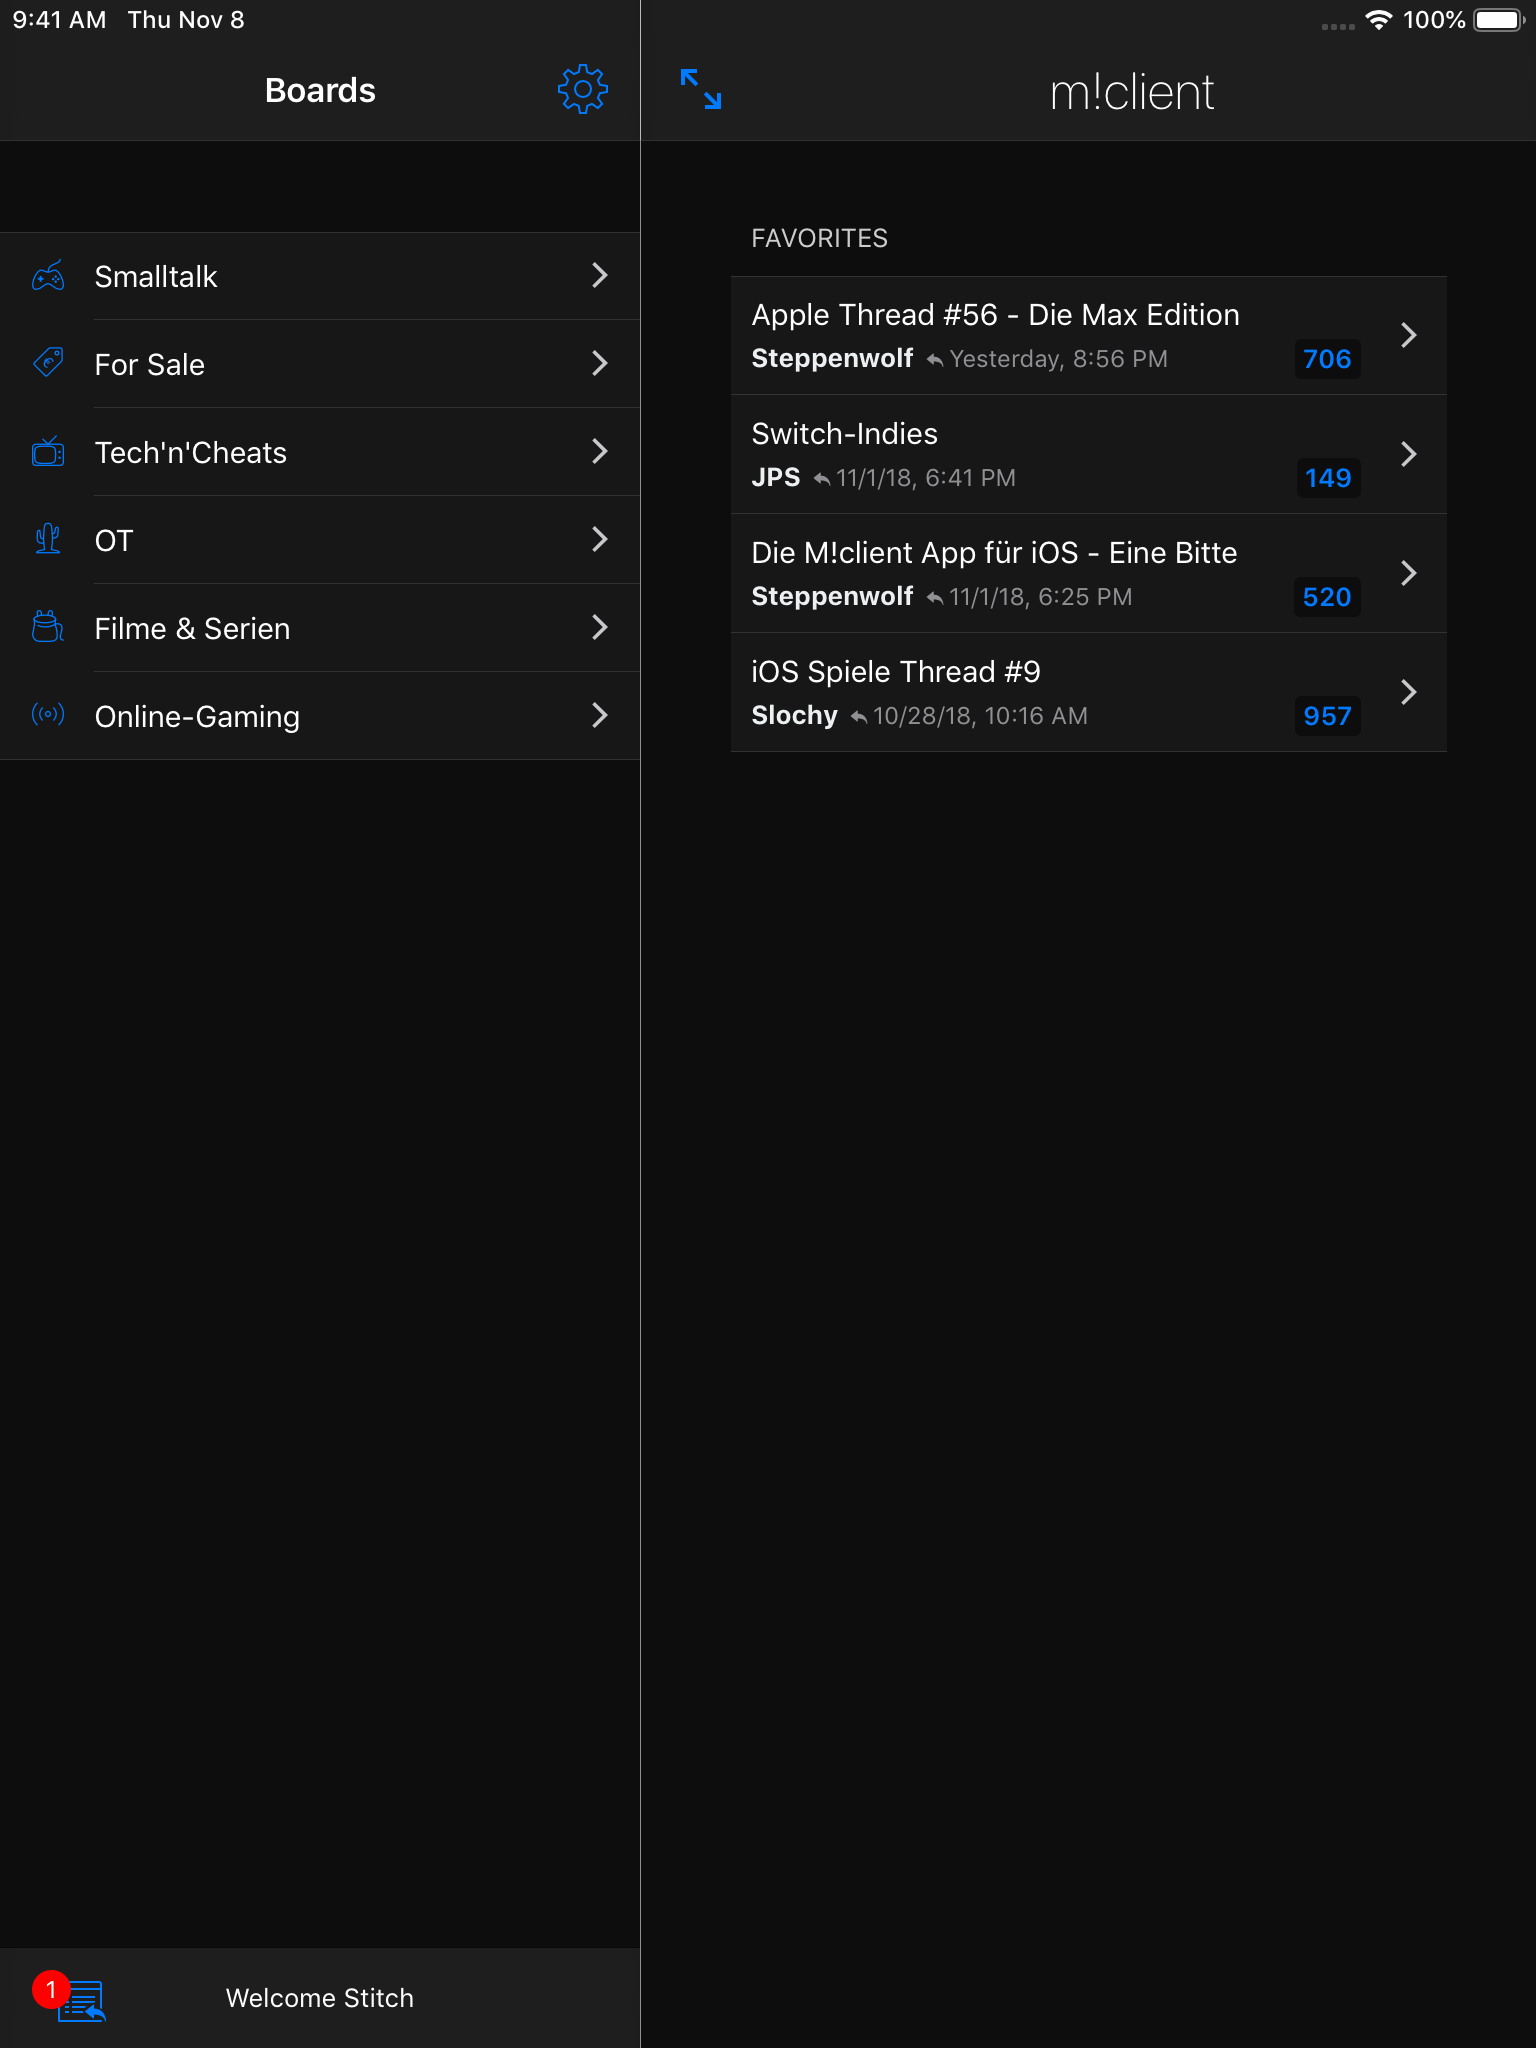 9:41 AM Thu Nov 8
100%
Boards
m!client
Smalltalk
For Sale
Tech'n'Cheats
OT
Filme & Serien
Online-Gaming
FAVORITES
Apple Thread #56 - Die Max Edition
Steppenwolf Yesterday, 8:56 PM 706
Switch-Indies
JPS 11/1/18, 6:41 PM 149
Die M!client App für iOS - Eine Bitte
Steppenwolf 11/1/18, 6:25 PM 520
iOS Spiele Thread #9
Slochy 10/28/18, 10:16 AM 957
1
Welcome Stitch